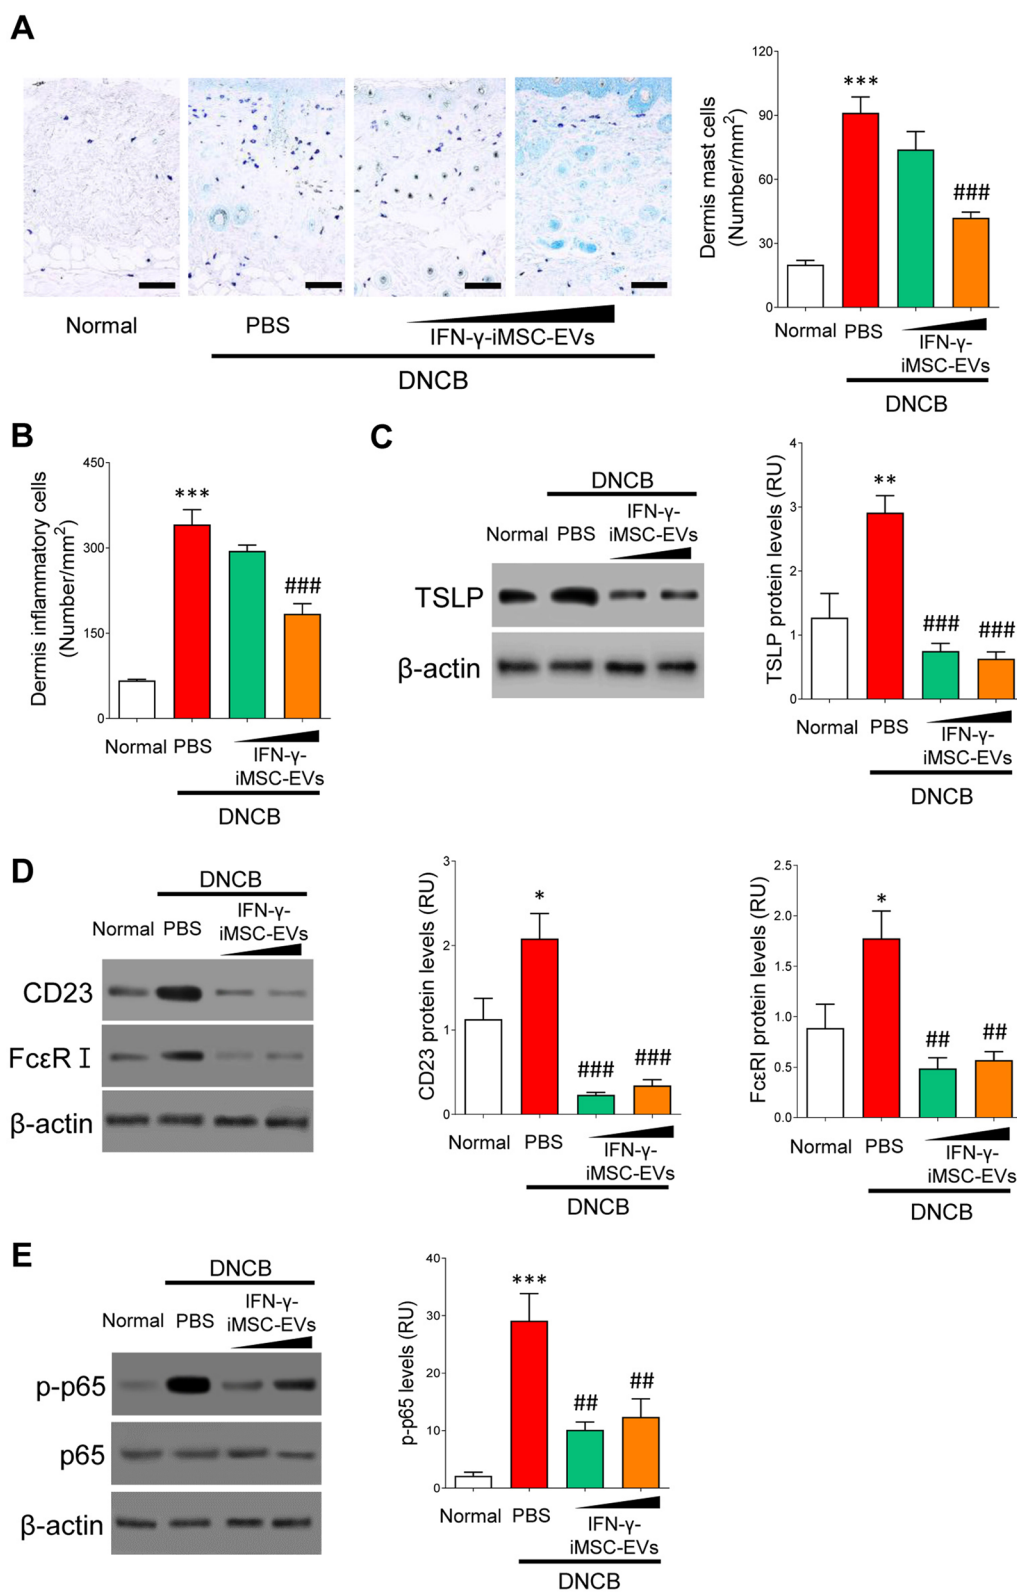 A
Normal
PBS
IFN-γ-iMSC-EVs
DNCB
Dermis mast cells
(Number/mm²)
120
90
60
30
0
***
###
Normal PBS
IFN-γ-
iMSC-EVs
DNCB
B
Dermis inflammatory cells
(Number/mm²)
450
300
150
0
***
###
Normal PBS
IFN-γ-
iMSC-EVs
DNCB
C
DNCB
IFN-γ-
Normal PBS iMSC-EVs
TSLP
β-actin
TSLP protein levels (RU)
4
3
2
1
0
**
###
###
Normal PBS
IFN-γ-
iMSC-EVs
DNCB
D
DNCB
IFN-γ-
Normal PBS iMSC-EVs
CD23
FcεR I
β-actin
CD23 protein levels (RU)
3
2
1
0
*
###
###
Normal PBS
IFN-γ-
iMSC-EVs
DNCB
FcεRI protein levels (RU)
2.5
2.0
1.5
1.0
0.5
0.0
*
##
##
Normal PBS
IFN-γ-
iMSC-EVs
DNCB
E
DNCB
IFN-γ-
Normal PBS iMSC-EVs
p-p65
p65
β-actin
p-p65 levels (RU)
40
30
20
10
0
***
##
##
Normal PBS
IFN-γ-
iMSC-EVs
DNCB